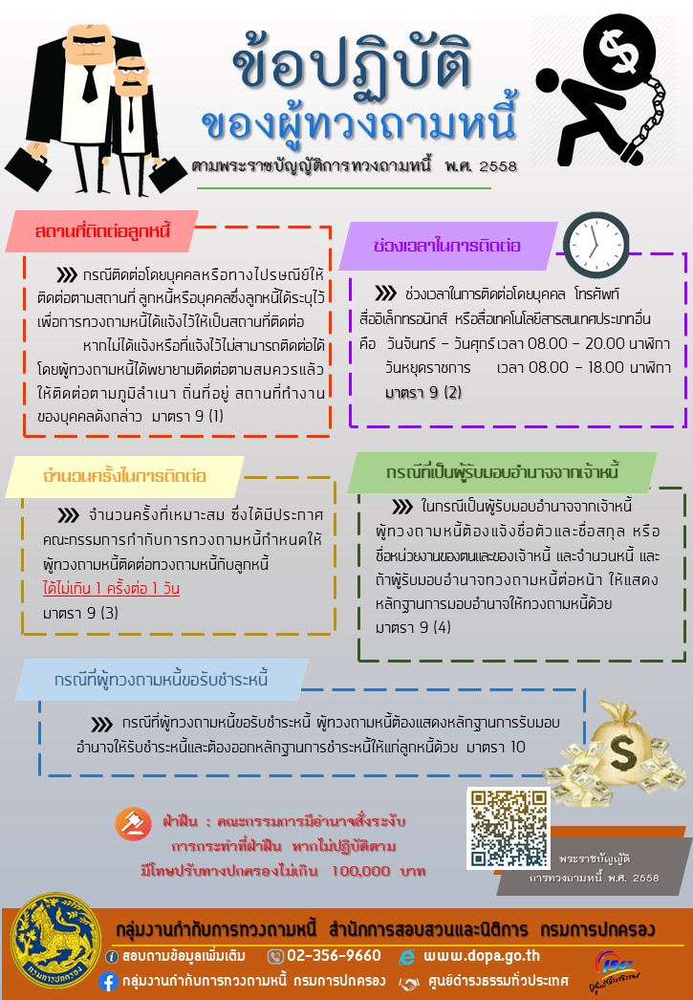 ข้อปฏิบัติ
ของผู้ทวงถามหนี้
ตามพระราชบัญญัติการทวงถามหนี้ พ.ศ. 2558
$
สถานที่ติดต่อลูกหนี้
กรณีติดต่อโดยบุคคลหรือทางไปรษณีย์ให้
ติดต่อตามสถานที่ ลูกหนี้หรือบุคคลซึ่งลูกหนี้ได้ระบุไว้
เพื่อการทวงถามหนี้ได้แจ้งไว้ให้เป็นสถานที่ติดต่อ
หากไม่ได้แจ้งหรือที่แจ้งไว้ไม่สามารถติดต่อได้
โดยผู้ทวงถามหนี้ได้พยายามติดต่อตามสมควรแล้ว
ให้ติดต่อตามภูมิลำเนา ถิ่นที่อยู่ สถานที่ทำงาน
ของบุคคลดังกล่าว มาตรา 9 (1)
ช่วงเวลาในการติดต่อ
ช่วงเวลาในการติดต่อโดยบุคคล โทรศัพท์
สื่ออิเล็กทรอนิกส์ หรือสื่อเทคโนโลยีสารสนเทศประเภทอื่น
คือ วันจันทร์ – วันศุกร์ เวลา 08.00 – 20.00 นาฬิกา
วันหยุดราชการ เวลา 08.00 – 18.00 นาฬิกา
มาตรา 9 (2)
จำนวนครั้งในการติดต่อ
จำนวนครั้งที่เหมาะสม ซึ่งได้มีประกาศ
คณะกรรมการกำกับการทวงถามหนี้กำหนดให้
ผู้ทวงถามหนี้ติดต่อทวงถามหนี้กับลูกหนี้
ได้ไม่เกิน 1 ครั้งต่อ 1 วัน
มาตรา 9 (3)
กรณีที่เป็นผู้รับมอบอำนาจจากเจ้าหนี้
ในกรณีเป็นผู้รับมอบอำนาจจากเจ้าหนี้
ผู้ทวงถามหนี้ต้องแจ้งชื่อตัวและชื่อสกุล หรือ
ชื่อหน่วยงานของตนและของเจ้าหนี้ และจำนวนหนี้ และ
ถ้าผู้รับมอบอำนาจทวงถามหนี้ต่อหน้า ให้แสดง
หลักฐานการมอบอำนาจให้ทวงถามหนี้ด้วย
มาตรา 9 (4)
กรณีที่ผู้ทวงถามหนี้ขอรับชำระหนี้
กรณีที่ผู้ทวงถามหนี้ขอรับชำระหนี้ ผู้ทวงถามหนี้ต้องแสดงหลักฐานการรับมอบ
อำนาจให้รับชำระหนี้และต้องออกหลักฐานการชำระหนี้ให้แก่ลูกหนี้ด้วย มาตรา 10
$
ฝ่าฝืน : คณะกรรมการมีอำนาจสั่งระงับ
การกระทำที่ฝ่าฝืน หากไม่ปฏิบัติตาม
มีโทษปรับทางปกครองไม่เกิน 100,000 บาท
พระราชบัญญัติ
การทวงถามหนี้ พ.ศ. 2558
กรมการปกครอง
กลุ่มงานกำกับการทวงถามหนี้ สำนักการสอบสวนและนิติการ กรมการปกครอง
สอบถามข้อมูลเพิ่มเติม 02-356-9660 www.dopa.go.th
กลุ่มงานกำกับการทวงถามหนี้ กรมการปกครอง ศูนย์ดำรงธรรมทั่วประเทศ
1567